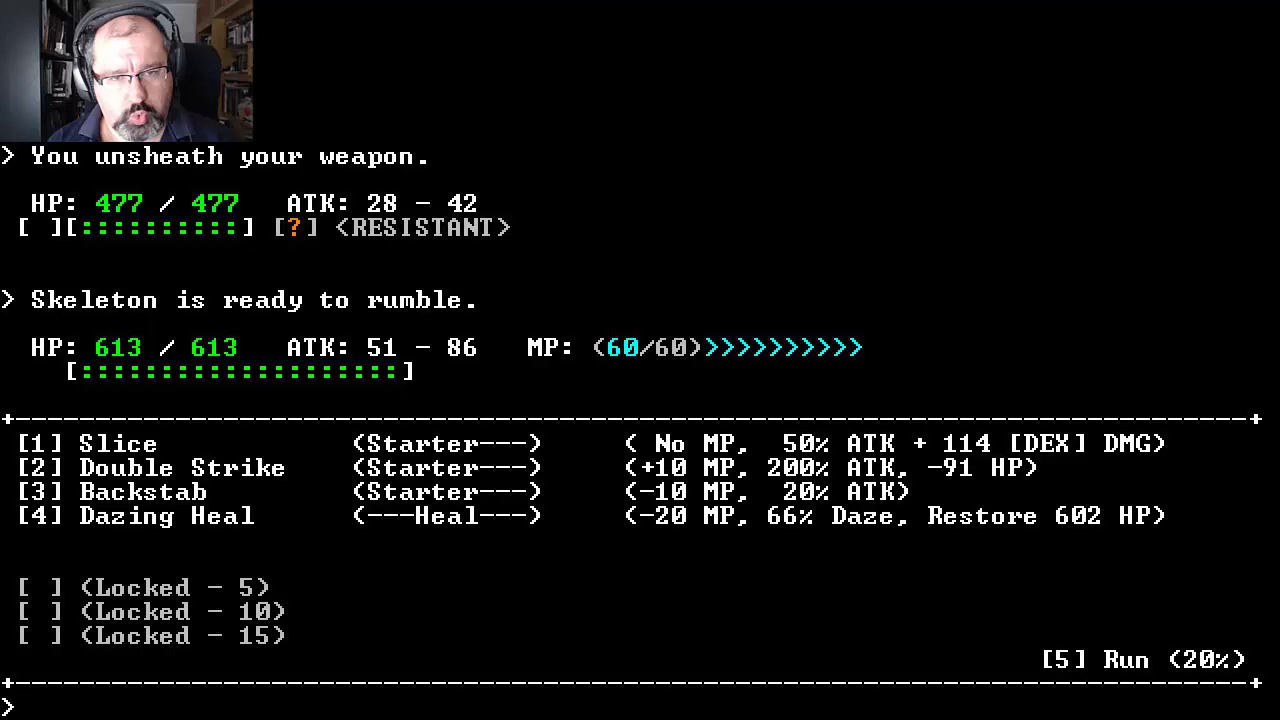 > You unsheath your weapon.
HP: 477 / 477 ATK: 28 - 42
[ ][::::::::::] [?] <RESISTANT>
> Skeleton is ready to rumble.
HP: 613 / 613 ATK: 51 - 86 MP: (60/60)>>>>>>>>>>
[::::::::::::::::::::]
+------------------------------------------------------------------------------+
[1] Slice (Starter---) ( No MP, 50% ATK + 114 [DEX] DMG)
[2] Double Strike (Starter---) (+10 MP, 200% ATK, -91 HP)
[3] Backstab (Starter---) (-10 MP, 20% ATK)
[4] Dazing Heal (---Heal---) (-20 MP, 66% Daze, Restore 602 HP)
[ ] (Locked - 5)
[ ] (Locked - 10)
[ ] (Locked - 15)
[5] Run (20%)
+------------------------------------------------------------------------------+
>